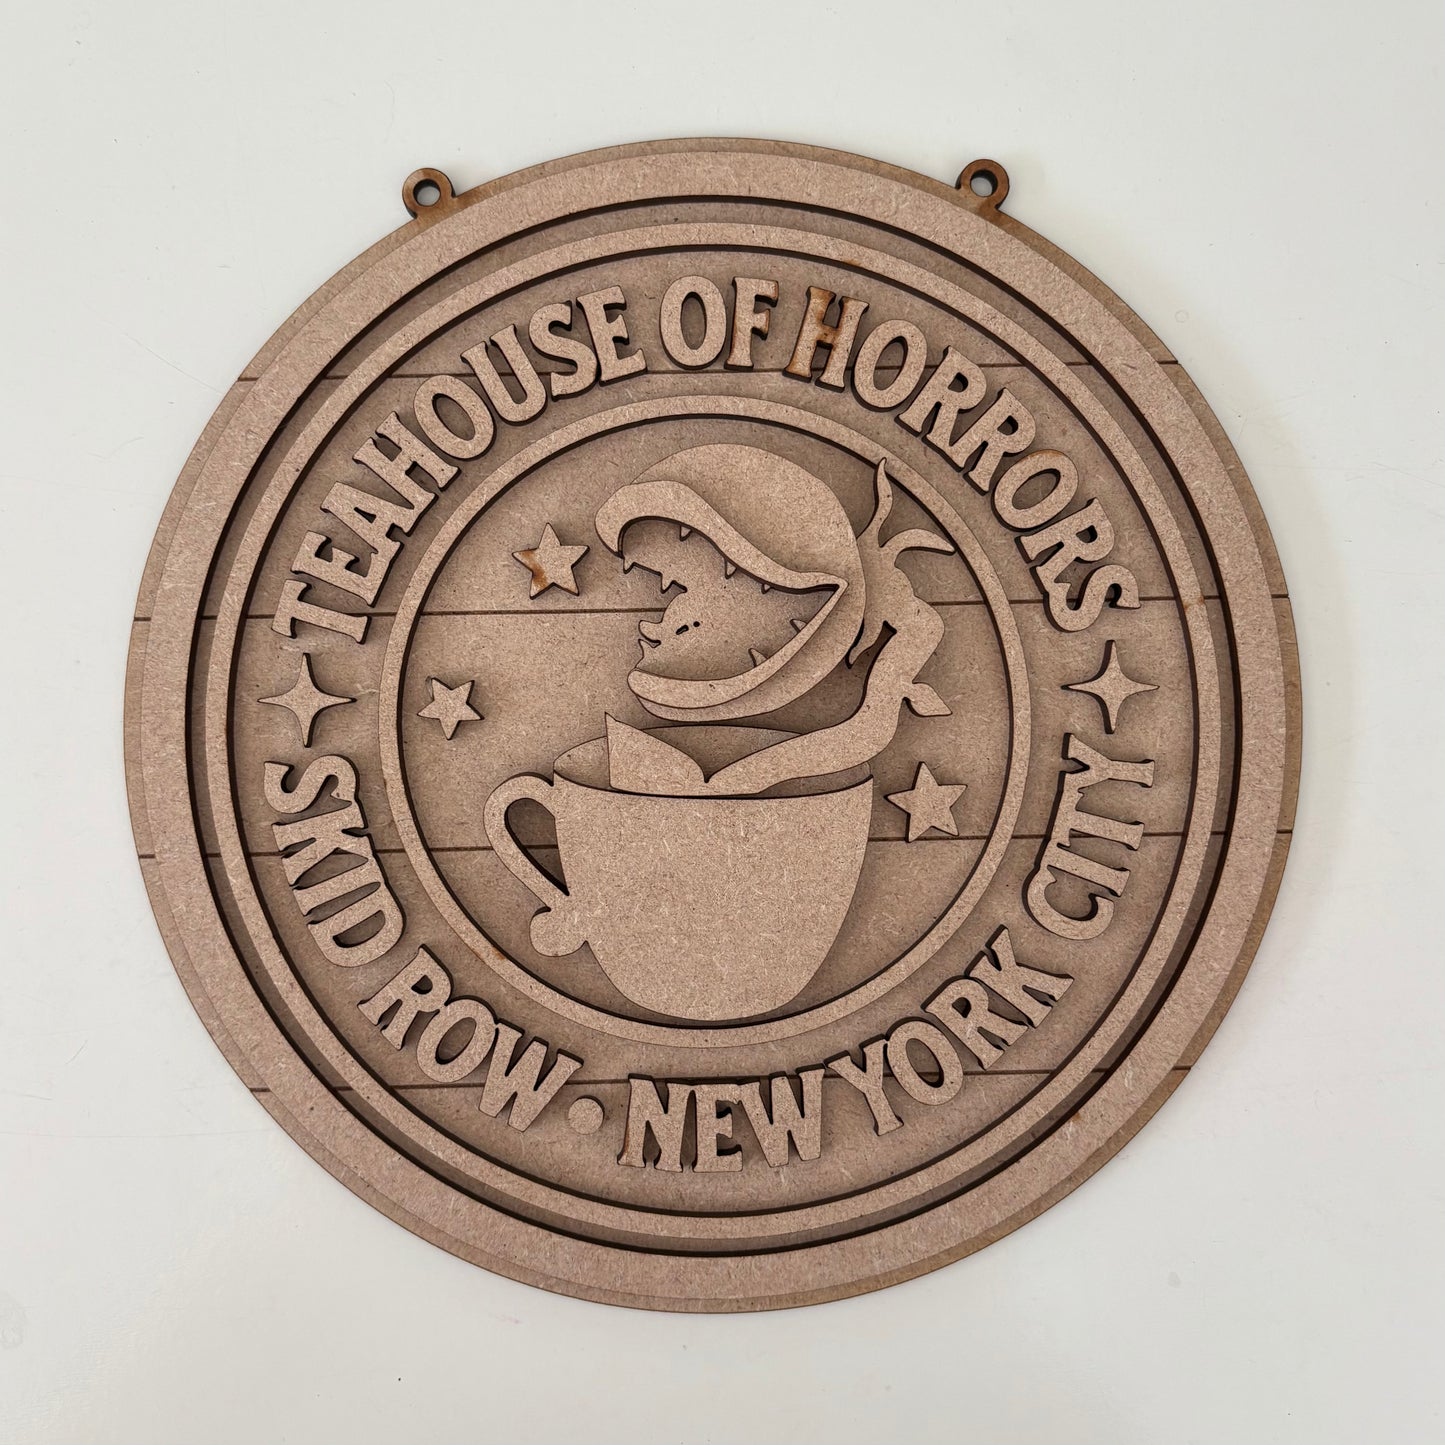 TEAHOUSE OF HORRORS
SKID ROW • NEW YORK CITY